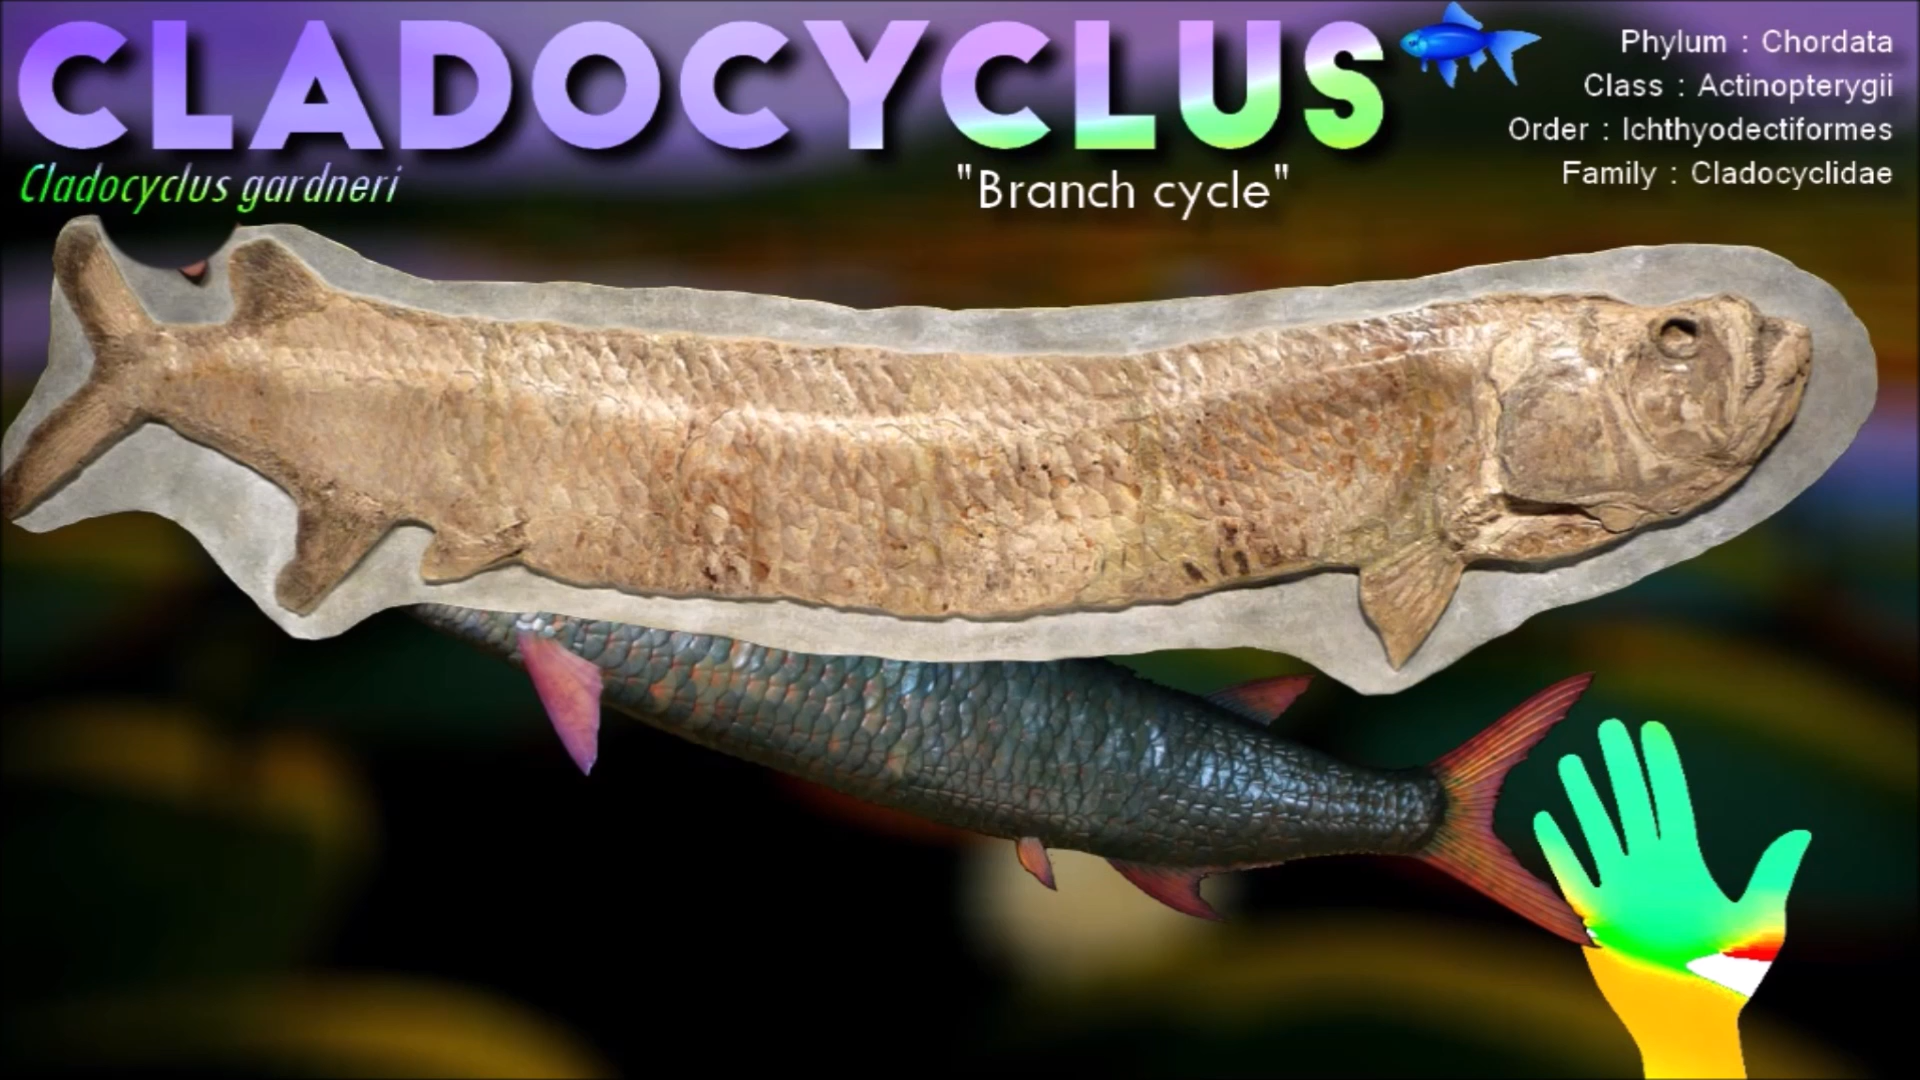 CLADOCYCLUS
Cladocyclus gardneri
"Branch cycle"
Phylum : Chordata
Class : Actinopterygii
Order : Ichthyodectiformes
Family : Cladocyclidae